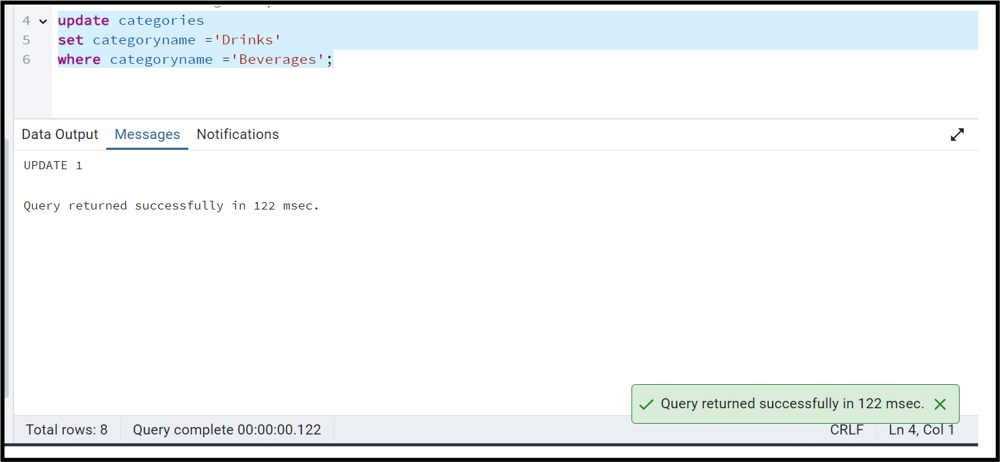 4 update categories
5 set categoryname ='Drinks'
6 where categoryname ='Beverages';
Data Output Messages Notifications
UPDATE 1
Query returned successfully in 122 msec.
Query returned successfully in 122 msec.
Total rows: 8 Query complete 00:00:00.122 CRLF Ln 4, Col 1